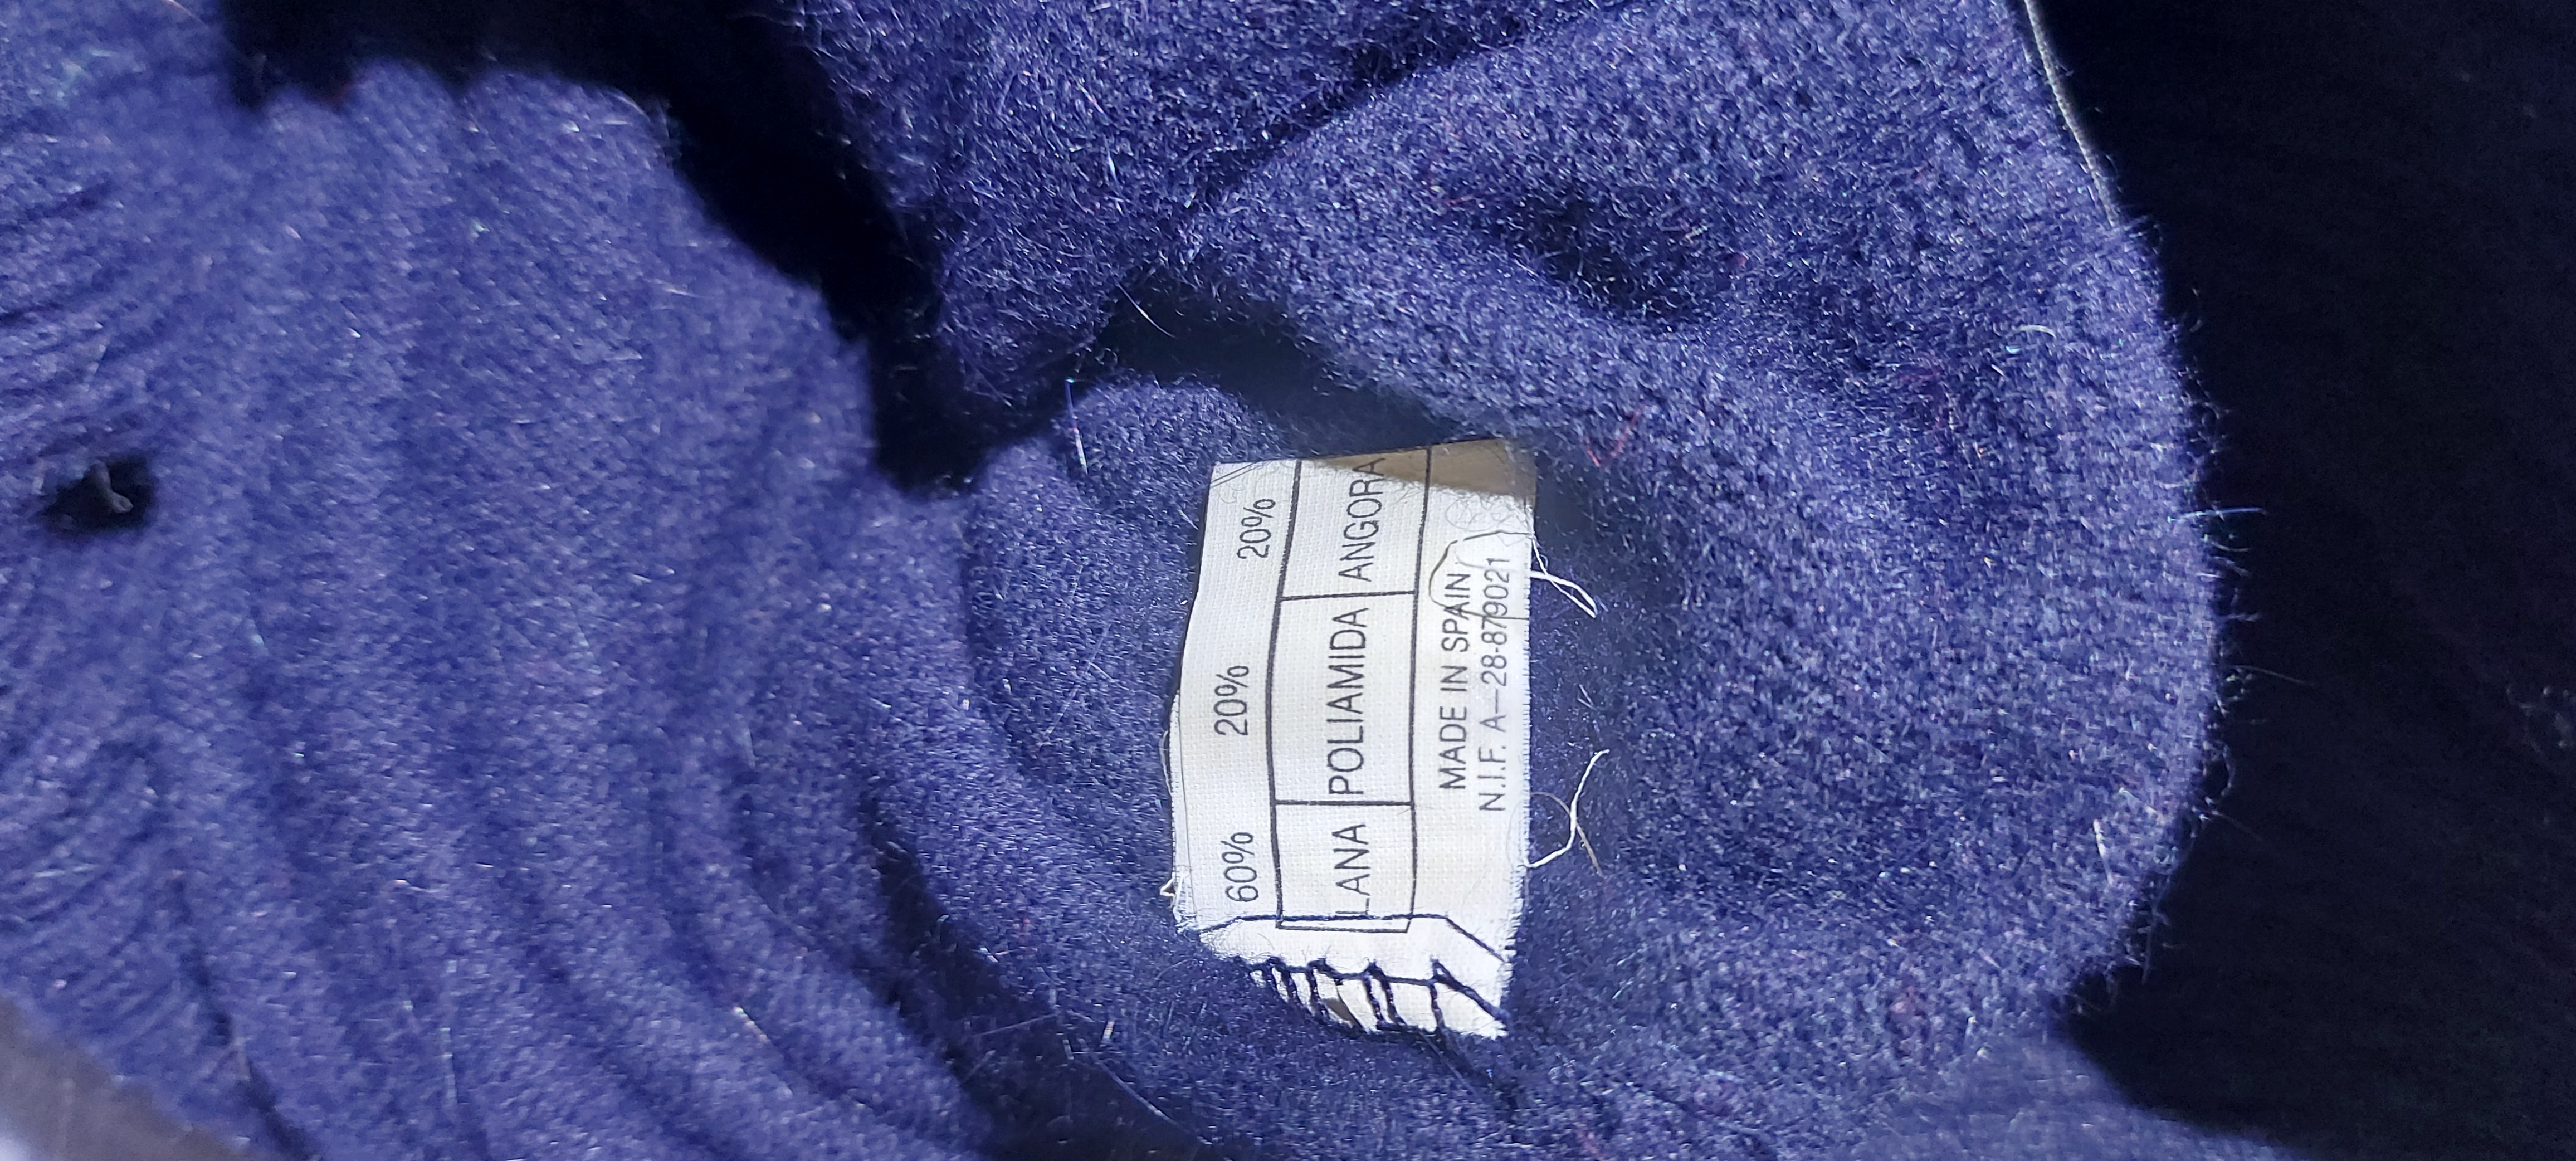 60% 20% 20%
LANA POLIAMIDA ANGORA
MADE IN SPAIN
N.I.F. A—28-879021